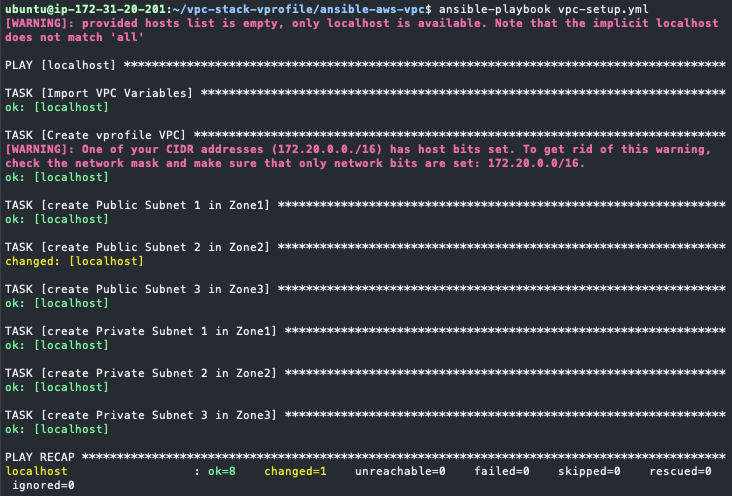 ubuntu@ip-172-31-20-201:~/vpc-stack-vprofile/ansible-aws-vpc$ ansible-playbook vpc-setup.yml
[WARNING]: provided hosts list is empty, only localhost is available. Note that the implicit localhost
does not match 'all'
PLAY [localhost] **************************************************************************************
TASK [Import VPC Variables] ***************************************************************************
ok: [localhost]
TASK [Create vprofile VPC] ****************************************************************************
[WARNING]: One of your CIDR addresses (172.20.0.0./16) has host bits set. To get rid of this warning,
check the network mask and make sure that only network bits are set: 172.20.0.0/16.
ok: [localhost]
TASK [create Public Subnet 1 in Zone1] ****************************************************************
ok: [localhost]
TASK [create Public Subnet 2 in Zone2] ****************************************************************
changed: [localhost]
TASK [create Public Subnet 3 in Zone3] ****************************************************************
ok: [localhost]
TASK [create Private Subnet 1 in Zone1] ***************************************************************
ok: [localhost]
TASK [create Private Subnet 2 in Zone2] ***************************************************************
ok: [localhost]
TASK [create Private Subnet 3 in Zone3] ***************************************************************
ok: [localhost]
PLAY RECAP ********************************************************************************************
localhost                  : ok=8    changed=1    unreachable=0    failed=0    skipped=0    rescued=0
 ignored=0